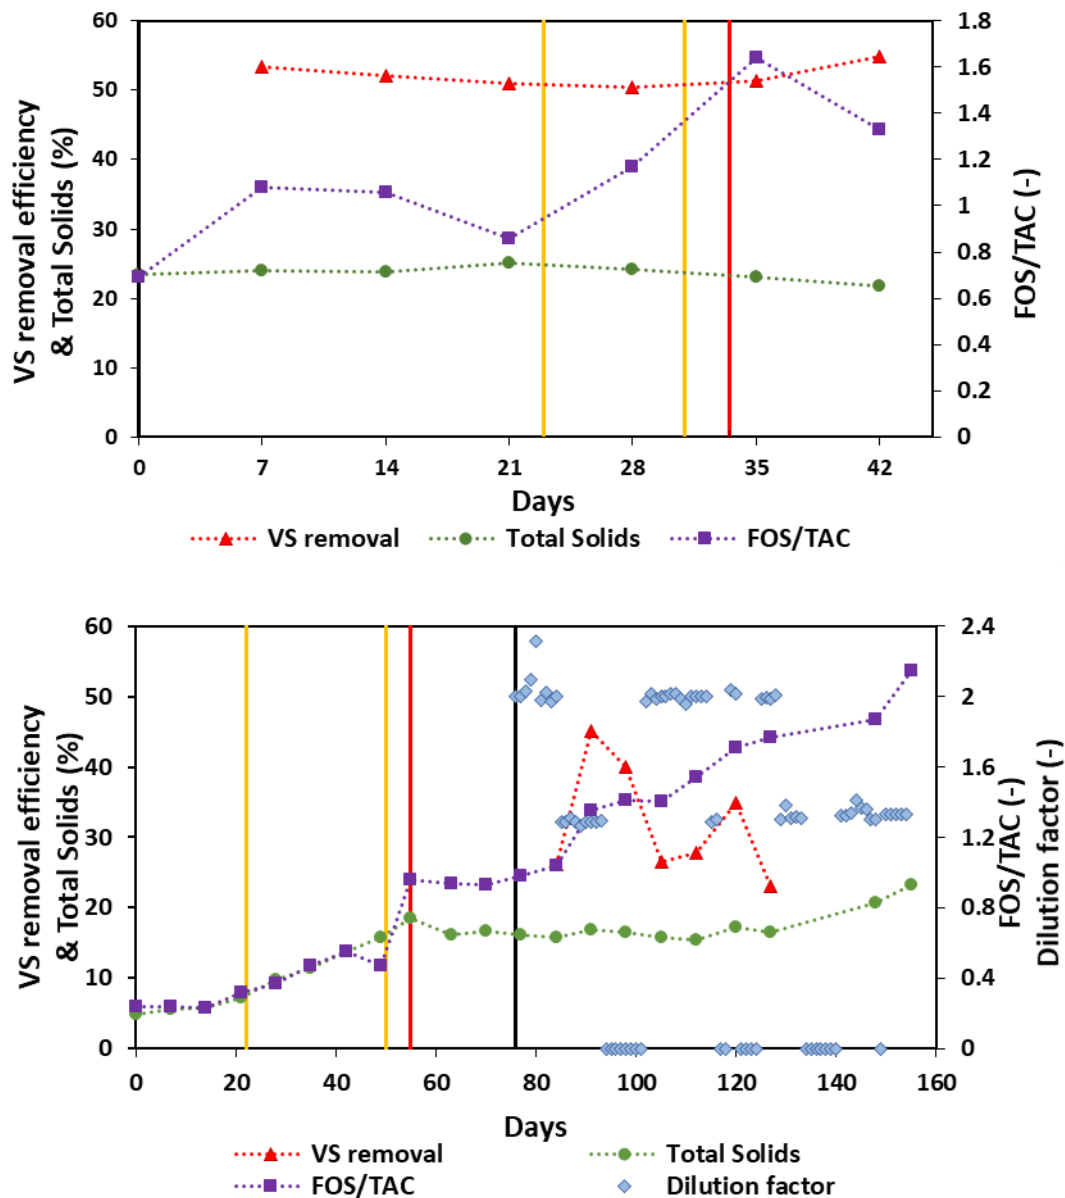 60
50
40
30
20
10
0
VS removal efficiency
& Total Solids (%)
1.8
1.6
1.4
1.2
1
0.8
0.6
0.4
0.2
0
FOS/TAC (-)
0 7 14 21 28 35 42
Days
VS removal Total Solids FOS/TAC
60
50
40
30
20
10
0
VS removal efficiency
& Total Solids (%)
2.4
2
1.6
1.2
0.8
0.4
0
FOS/TAC (-)
Dilution factor (-)
0 20 40 60 80 100 120 140 160
Days
VS removal Total Solids
FOS/TAC Dilution factor